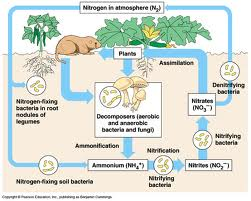 Nitrogen in atmosphere (N₂)
Plants
Assimilation
Denitrifying
bacteria
Nitrogen-fixing
bacteria in root
nodules of
legumes
Decomposers (aerobic
and anaerobic
bacteria and fungi)
Nitrates
(NO₃⁻)
Nitrifying
bacteria
Ammonification
Nitrification
Ammonium (NH₄⁺)
Nitrites (NO₂⁻)
Nitrogen-fixing soil bacteria
Nitrifying
bacteria
Copyright © Pearson Education, Inc., publishing as Benjamin Cummings.